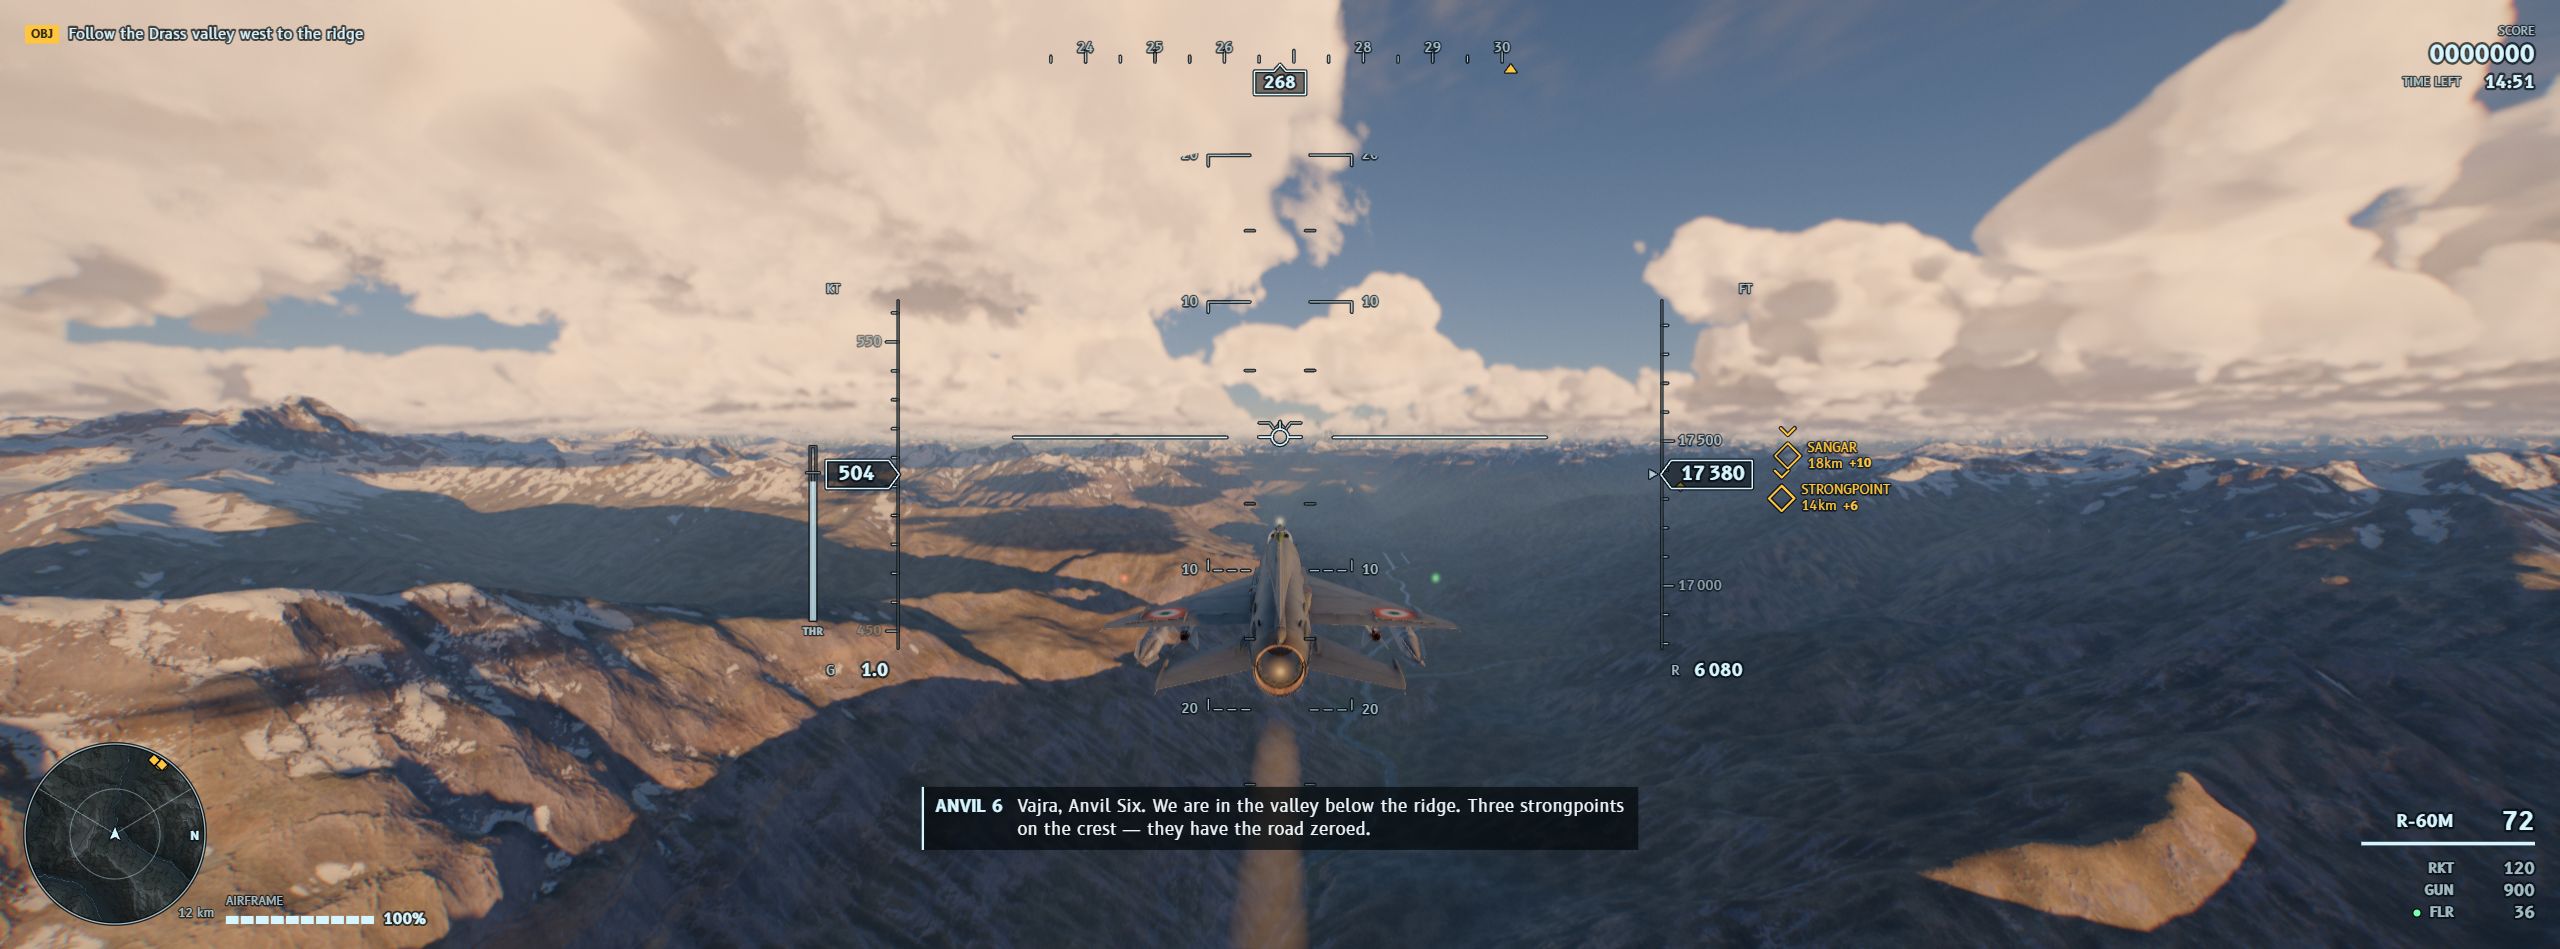 OBJ Follow the Drass valley west to the ridge
24 25 26 28 29 30
268
SCORE
0000000
TIME LEFT 14:51
20 20
KT
FT
10 10
550
17 500
504
17 380
SANGAR
18km +10
STRONGPOINT
14km +6
10 10
17 000
THR
450
G 1.0
R 6 080
20 20
ANVIL 6 Vajra, Anvil Six. We are in the valley below the ridge. Three strongpoints
on the crest — they have the road zeroed.
N
12 km
AIRFRAME
100%
R-60M 72
RKT 120
GUN 900
FLR 36